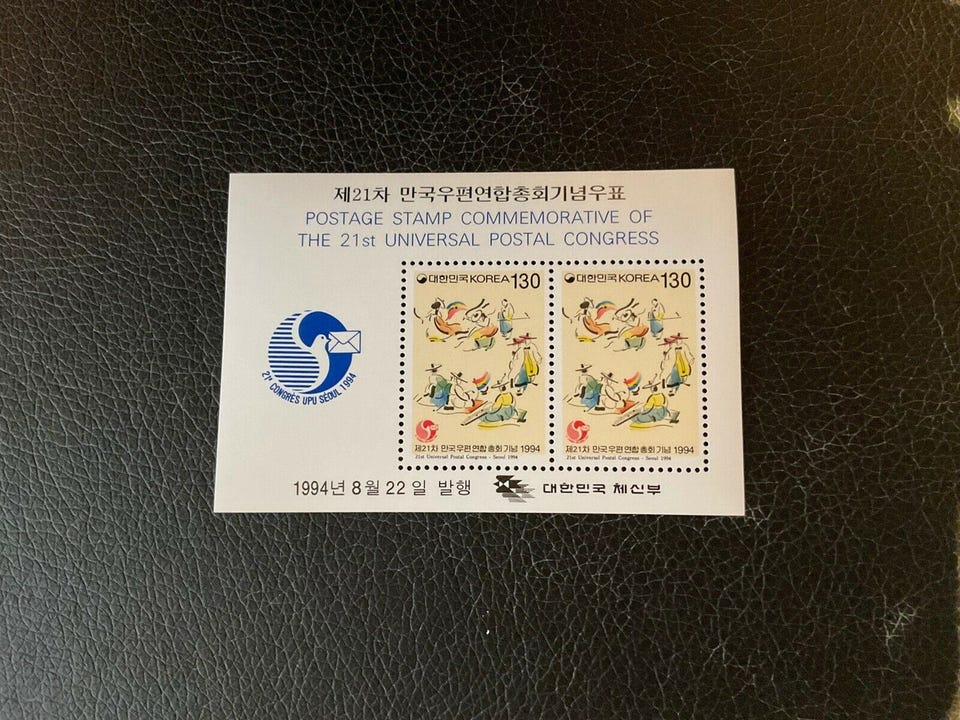 제21차 만국우편연합총회기념우표
POSTAGE STAMP COMMEMORATIVE OF
THE 21st UNIVERSAL POSTAL CONGRESS
대한민국 KOREA 130
대한민국 KOREA 130
21e CONGRÈS UPU SÉOUL 1994
제21차 만국우편연합총회기념 1994
21st Universal Postal Congress - Seoul 1994
제21차 만국우편연합총회기념 1994
21st Universal Postal Congress - Seoul 1994
1994년 8월 22일 발행 대한민국 체신부